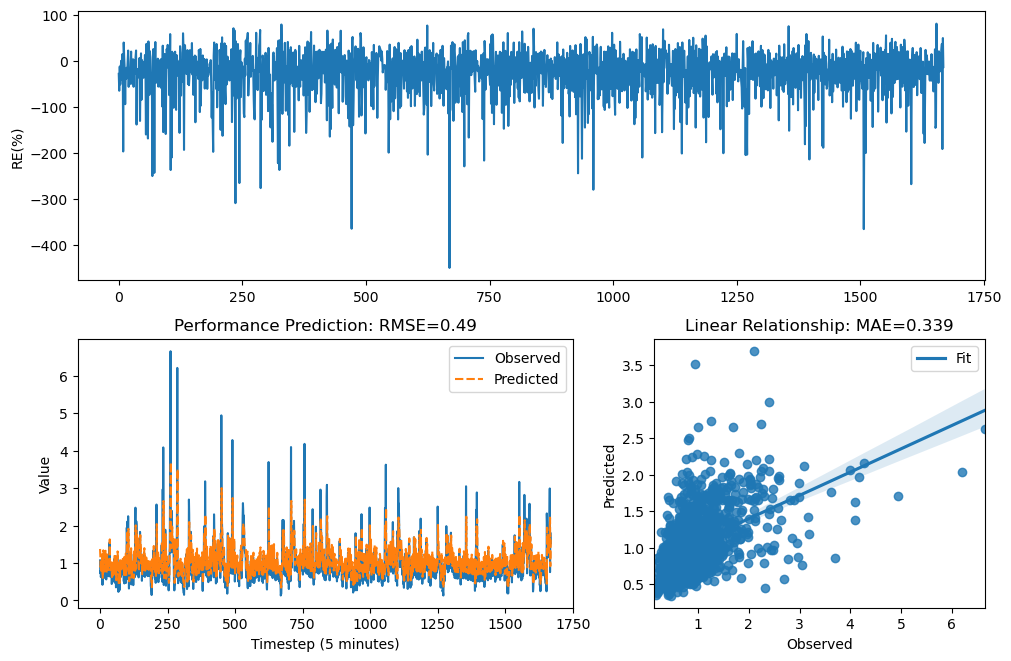 100
0
−100
−200
−300
−400
RE(%)
0 250 500 750 1000 1250 1500 1750
Performance Prediction: RMSE=0.49
Observed
Predicted
6
5
4
3
2
1
0
Value
0 250 500 750 1000 1250 1500 1750
Timestep (5 minutes)
Linear Relationship: MAE=0.339
Fit
3.5
3.0
2.5
2.0
1.5
1.0
0.5
Predicted
1 2 3 4 5 6
Observed